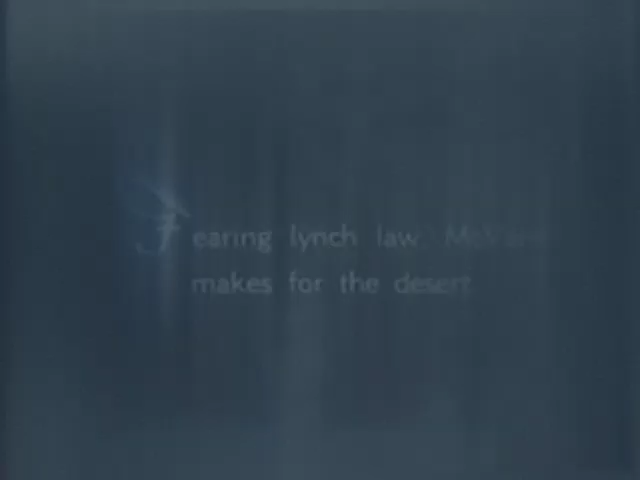 Fearing lynch law,
makes for the desert.